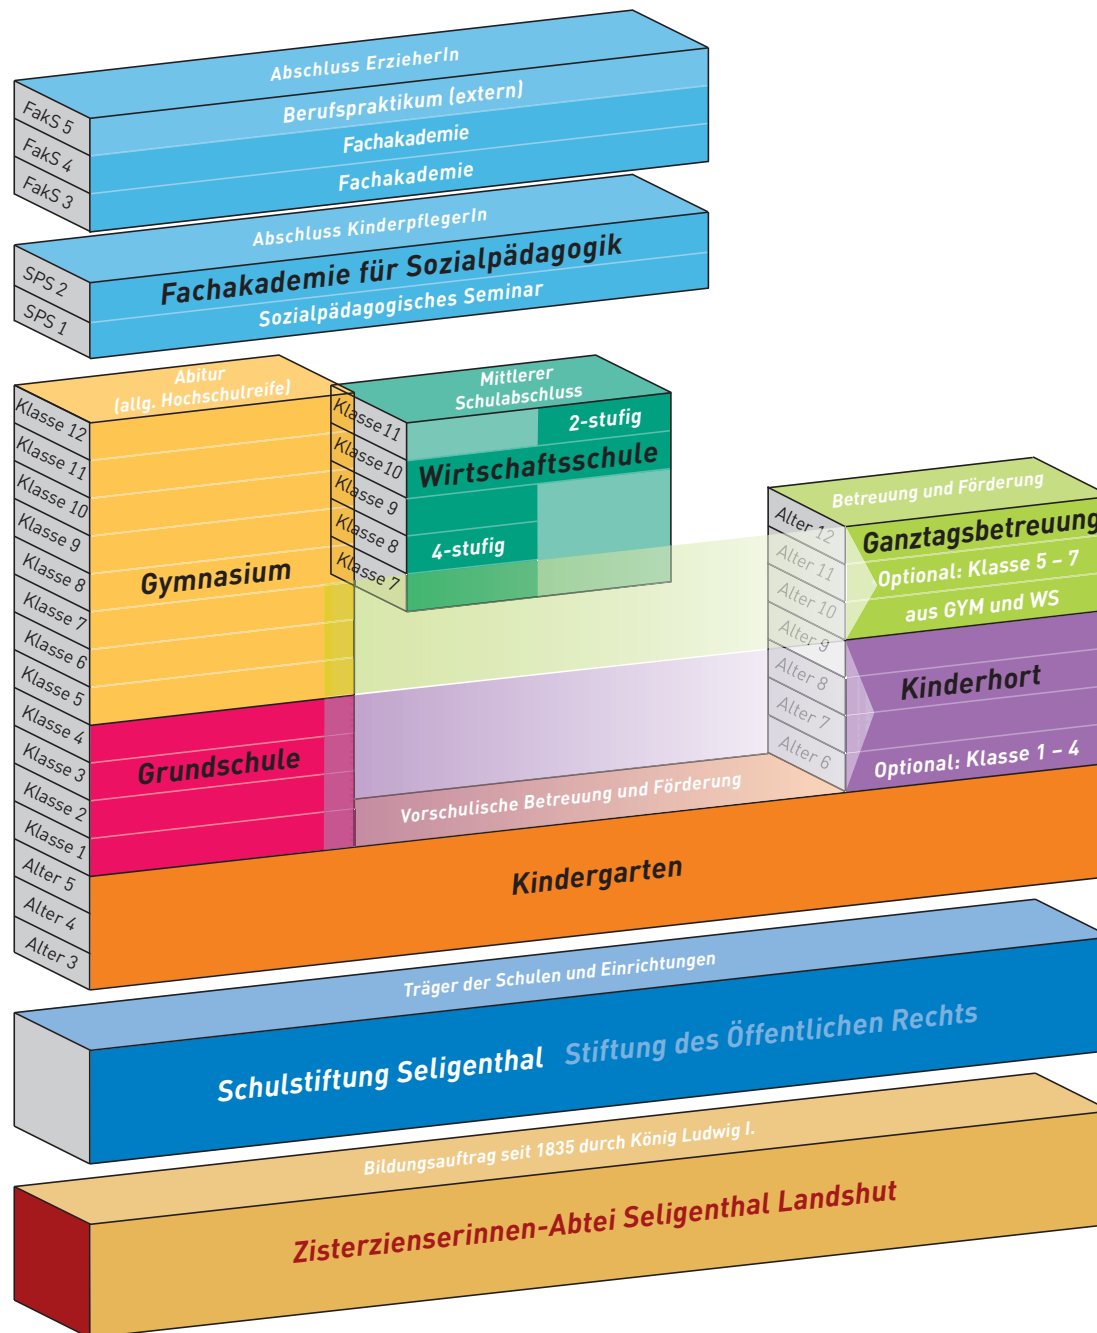 Abschluss ErzieherIn
FakS 5
Berufspraktikum (extern)
FakS 4
Fachakademie
FakS 3
Fachakademie
Abschluss KinderpflegerIn
SPS 2
Fachakademie für Sozialpädagogik
SPS 1
Sozialpädagogisches Seminar
Abitur
(allg. Hochschulreife)
Klasse 12
Klasse 11
Klasse 10
Klasse 9
Klasse 8
Klasse 7
Klasse 6
Klasse 5
Klasse 4
Klasse 3
Klasse 2
Klasse 1
Alter 5
Alter 4
Alter 3
Gymnasium
Grundschule
Mittlerer
Schulabschluss
Klasse 11
Klasse 10
Klasse 9
Klasse 8
Klasse 7
2-stufig
Wirtschaftsschule
4-stufig
Betreuung und Förderung
Alter 12
Alter 11
Alter 10
Alter 9
Alter 8
Alter 7
Alter 6
Ganztagsbetreuung
Optional: Klasse 5 – 7
aus GYM und WS
Kinderhort
Optional: Klasse 1 – 4
Vorschulische Betreuung und Förderung
Kindergarten
Träger der Schulen und Einrichtungen
Schulstiftung Seligenthal Stiftung des Öffentlichen Rechts
Bildungsauftrag seit 1835 durch König Ludwig I.
Zisterzienserinnen-Abtei Seligenthal Landshut